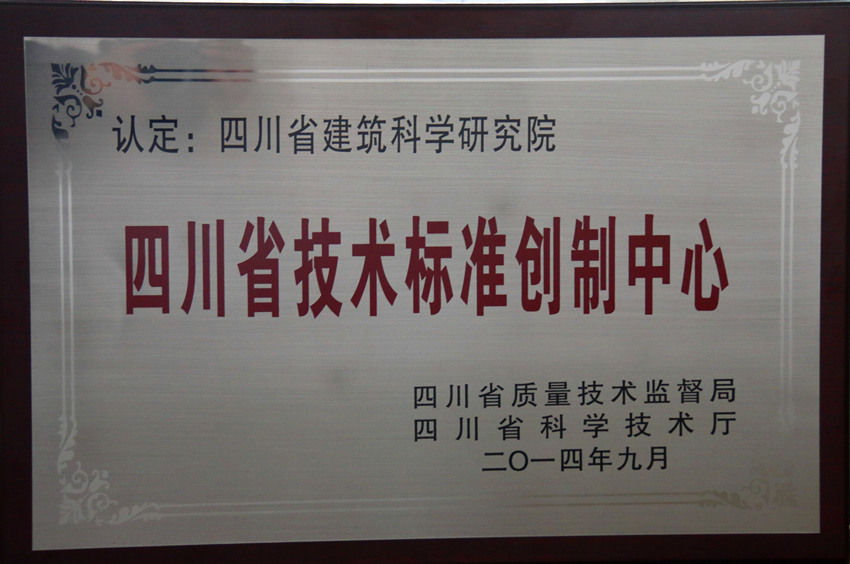 认定：四川省建筑科学研究院
四川省技术标准创制中心
四川省质量技术监督局
四川省科学技术厅
二〇一四年九月